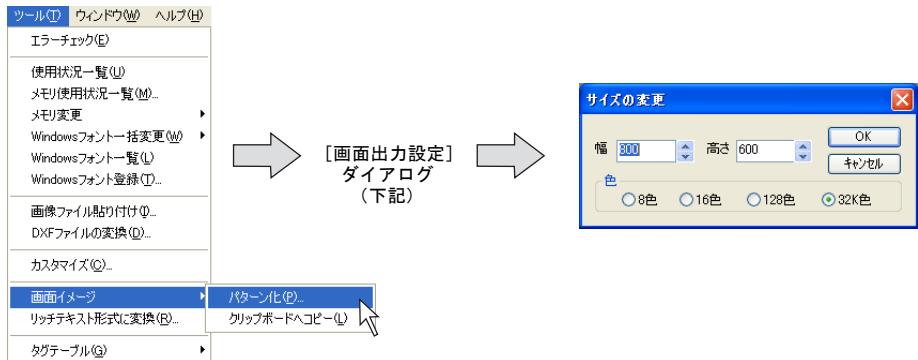 ツール(T) ウィンドウ(W) ヘルプ(H)
エラーチェック(E)
使用状況一覧(U)
メモリ使用状況一覧(M)...
メモリ変更
Windowsフォント一括変更(W)
Windowsフォント一覧(L)
Windowsフォント登録(T)...
画像ファイル貼り付け(I)...
DXFファイルの変換(D)...
カスタマイズ(C)...
画面イメージ
リッチテキスト形式に変換(R)...
タグテーブル(G)
パターン化(P)...
クリップボードへコピー(L)
[画面出力設定]
ダイアログ
(下記)
サイズの変更
幅 800 高さ 600
OK
キャンセル
色
8色 16色 128色 32K色